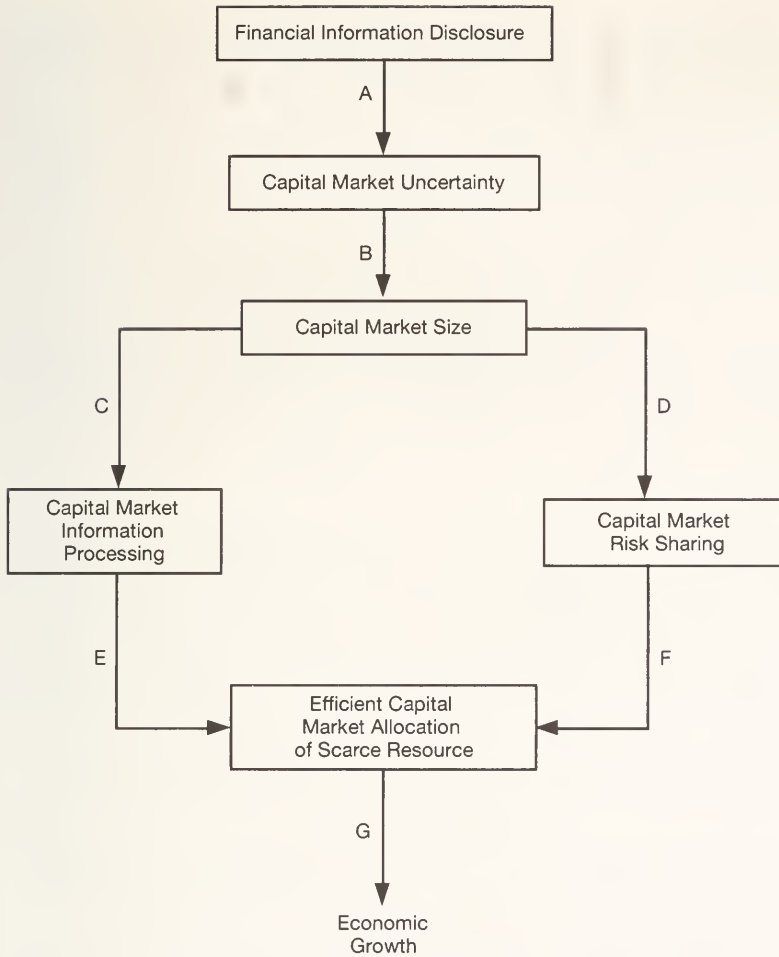 Financial Information Disclosure
A
Capital Market Uncertainty
B
Capital Market Size
C
D
Capital Market
Information
Processing
Capital Market
Risk Sharing
E
F
Efficient Capital
Market Allocation
of Scarce Resource
G
Economic
Growth